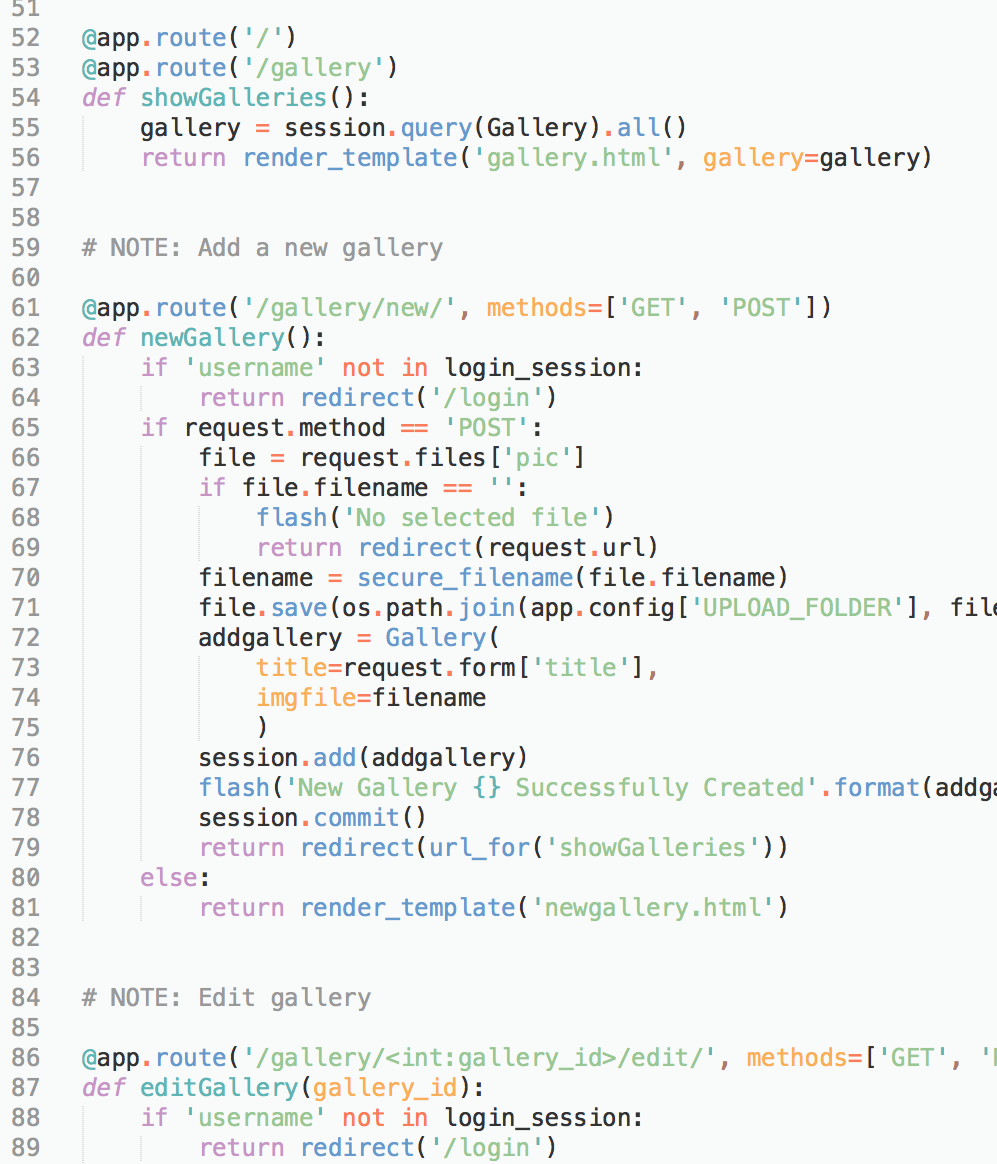 51
52 @app.route('/')
53 @app.route('/gallery')
54 def showGalleries():
55     gallery = session.query(Gallery).all()
56     return render_template('gallery.html', gallery=gallery)
57
58
59 # NOTE: Add a new gallery
60
61 @app.route('/gallery/new/', methods=['GET', 'POST'])
62 def newGallery():
63     if 'username' not in login_session:
64         return redirect('/login')
65     if request.method == 'POST':
66         file = request.files['pic']
67         if file.filename == '':
68             flash('No selected file')
69             return redirect(request.url)
70         filename = secure_filename(file.filename)
71         file.save(os.path.join(app.config['UPLOAD_FOLDER'], file
72         addgallery = Gallery(
73             title=request.form['title'],
74             imgfile=filename
75             )
76         session.add(addgallery)
77         flash('New Gallery {} Successfully Created'.format(addga
78         session.commit()
79         return redirect(url_for('showGalleries'))
80     else:
81         return render_template('newgallery.html')
82
83
84 # NOTE: Edit gallery
85
86 @app.route('/gallery/<int:gallery_id>/edit/', methods=['GET', '
87 def editGallery(gallery_id):
88     if 'username' not in login_session:
89         return redirect('/login')